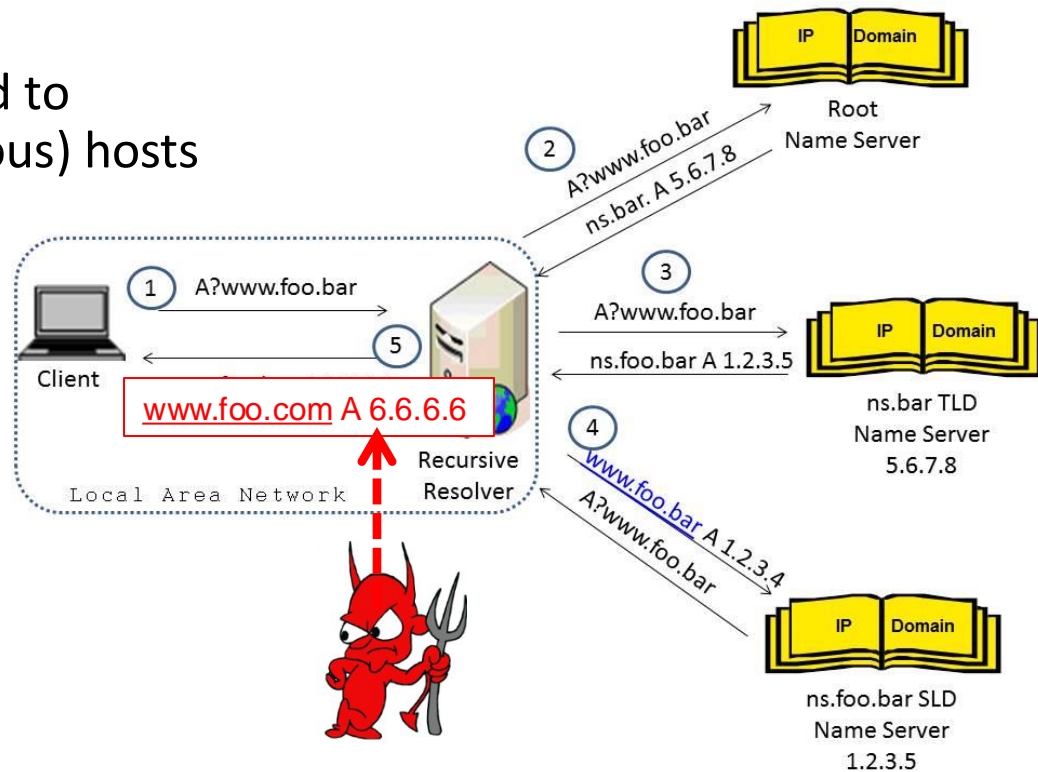 d to
ous) hosts
IP Domain
Root
Name Server
2
A?www.foo.bar
ns.bar. A 5.6.7.8
1
A?www.foo.bar
3
A?www.foo.bar
ns.foo.bar A 1.2.3.5
IP Domain
ns.bar TLD
Name Server
5.6.7.8
5
Client
www.foo.com A 6.6.6.6
Recursive
Resolver
Local Area Network
4
www.foo.bar A 1.2.3.4
A?www.foo.bar
IP Domain
ns.foo.bar SLD
Name Server
1.2.3.5